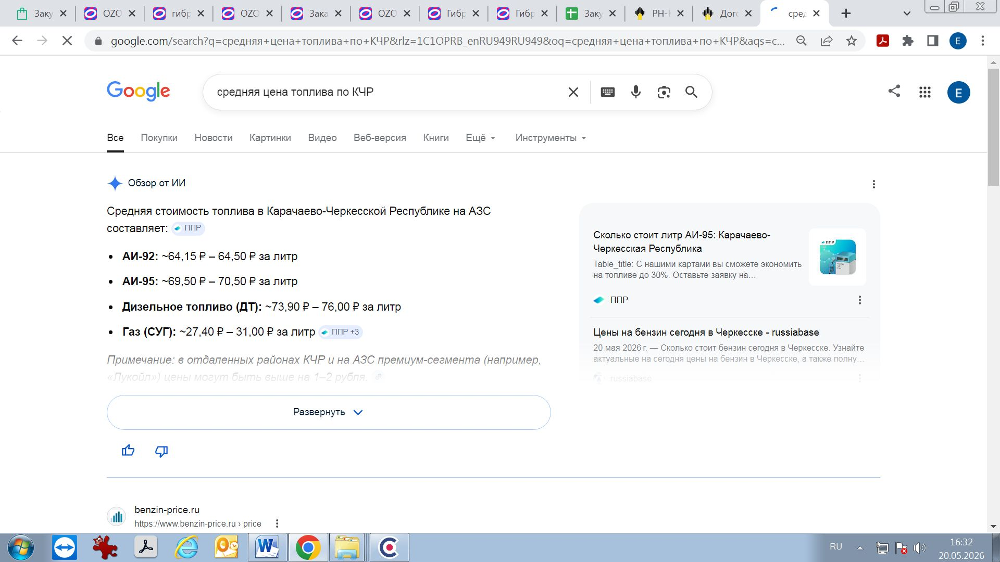 Заку
OZO
гибр
OZO
Зака
OZO
Гибр
Гибр
Заку
РН-
Дого
сред
google.com/search?q=средняя+цена+топлива+по+КЧР&rlz=1C1OPRB_enRU949RU949&oq=средняя+цена+топлива+по+КЧР&aqs=c...
E
Google
средняя цена топлива по КЧР
E
Все
Покупки
Новости
Картинки
Видео
Веб-версия
Книги
Ещё
Инструменты
Обзор от ИИ
Средняя стоимость топлива в Карачаево-Черкесской Республике на АЗС
составляет: ППР
• АИ-92: ~64,15 ₽ – 64,50 ₽ за литр
• АИ-95: ~69,50 ₽ – 70,50 ₽ за литр
• Дизельное топливо (ДТ): ~73,90 ₽ – 76,00 ₽ за литр
• Газ (СУГ): ~27,40 ₽ – 31,00 ₽ за литр ППР +3
Примечание: в отдаленных районах КЧР и на АЗС премиум-сегмента (например,
«Лукойл») цены могут быть выше на 1–2 рубля.
Развернуть
Сколько стоит литр АИ-95: Карачаево-
Черкесская Республика
Table_title: С нашими картами вы сможете экономить
на топливе до 30%. Оставьте заявку на…
ППР
ППР
Цены на бензин сегодня в Черкесске - russiabase
20 мая 2026 г. — Сколько стоит бензин сегодня в Черкесске. Узнайте
актуальные на сегодня цены на бензин в Черкесске, а также полну…
russiabase
benzin-price.ru
https://www.benzin-price.ru › price
RU
16:32
20.05.2026